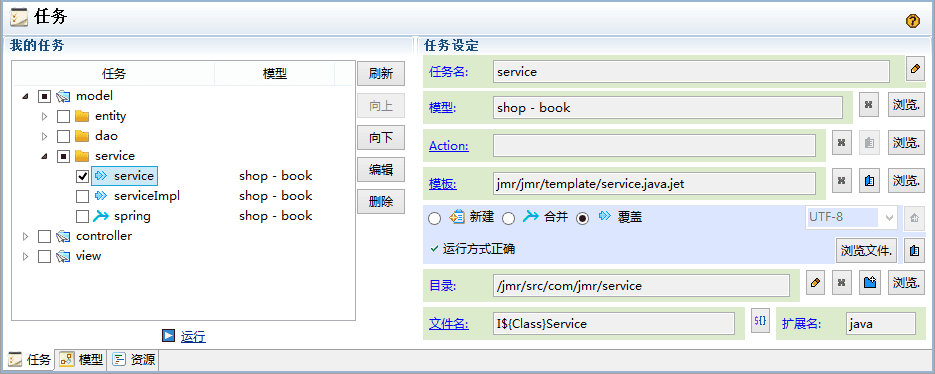 任务
我的任务
任务 模型
model
entity
dao
service
service shop - book
serviceImpl shop - book
spring shop - book
controller
view
刷新
向上
向下
编辑
删除
运行
任务设定
任务名: service
模型: shop - book 浏览.
Action: 浏览.
模板: jmr/jmr/template/service.java.jet 浏览.
新建 合并 覆盖 UTF-8
运行方式正确 浏览文件.
目录: /jmr/src/com/jmr/service 浏览.
文件名: I${Class}Service ${} 扩展名: java
任务 模型 资源